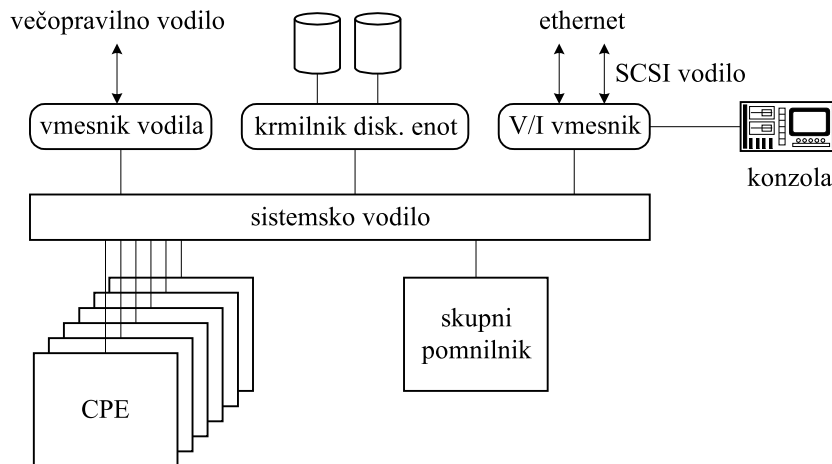 večopravilno vodilo
ethernet
SCSI vodilo
vmesnik vodila
krmilnik disk. enot
V/I vmesnik
konzola
sistemsko vodilo
skupni
pomnilnik
CPE